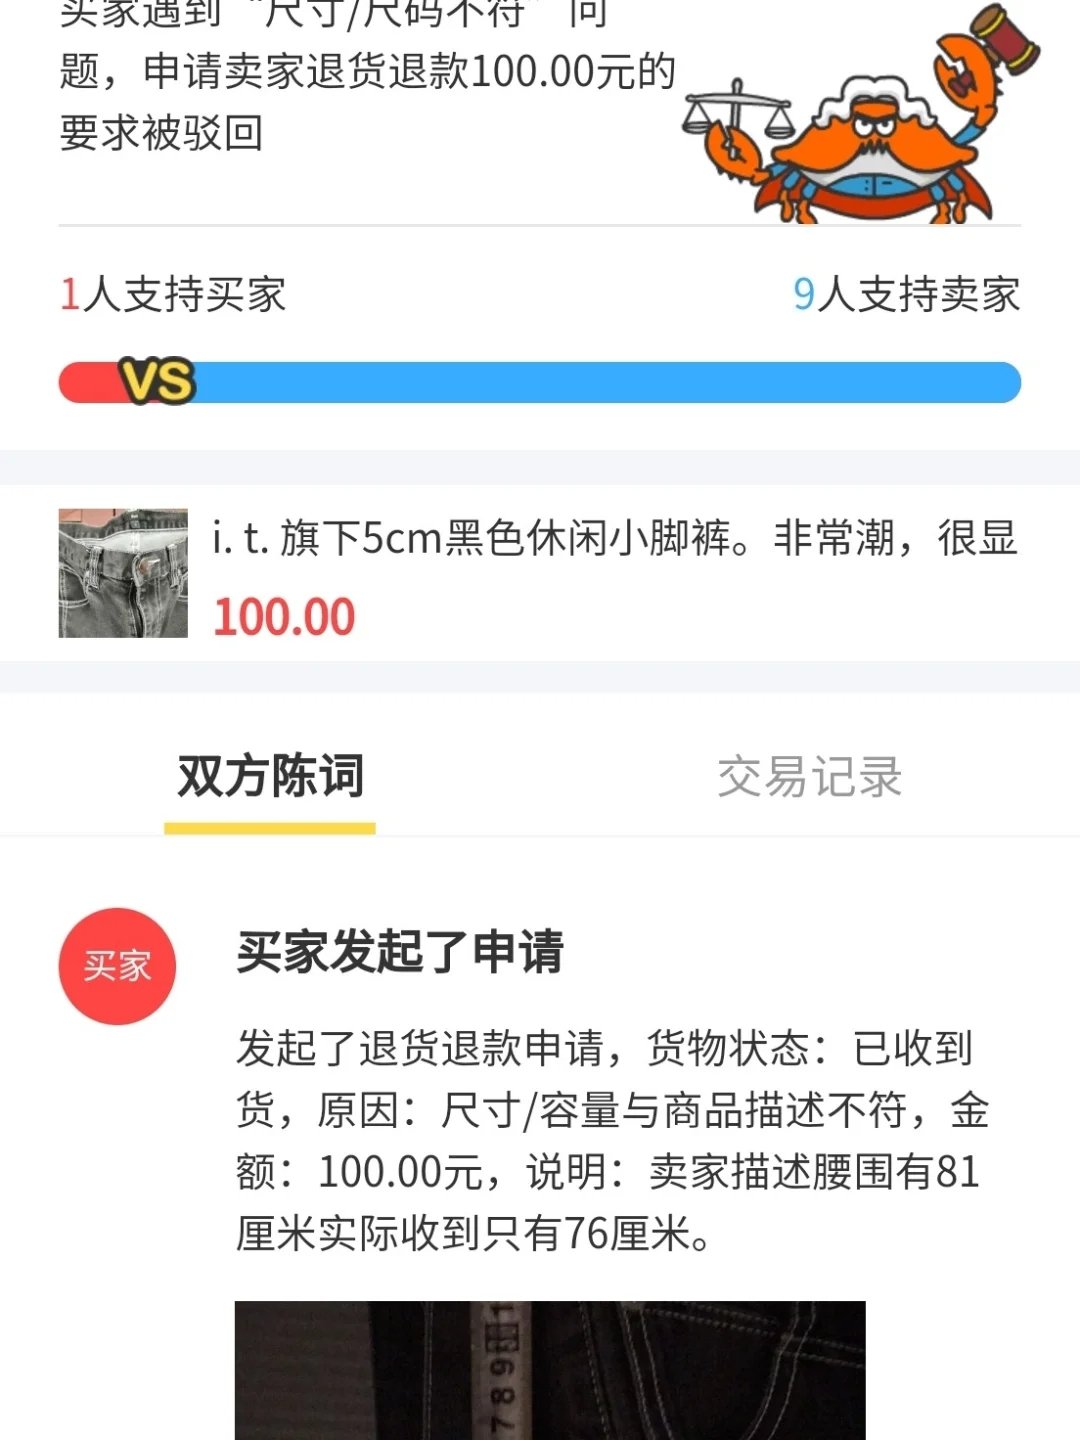 买家遇到“尺寸/尺码不符”问
题，申请卖家退货退款100.00元的
要求被驳回
1人支持买家
9人支持卖家
VS
i. t. 旗下5cm黑色休闲小脚裤。非常潮，很显
100.00
双方陈词
交易记录
买家
买家发起了申请
发起了退货退款申请，货物状态：已收到
货，原因：尺寸/容量与商品描述不符，金
额：100.00元，说明：卖家描述腰围有81
厘米实际收到只有76厘米。
7 8 9